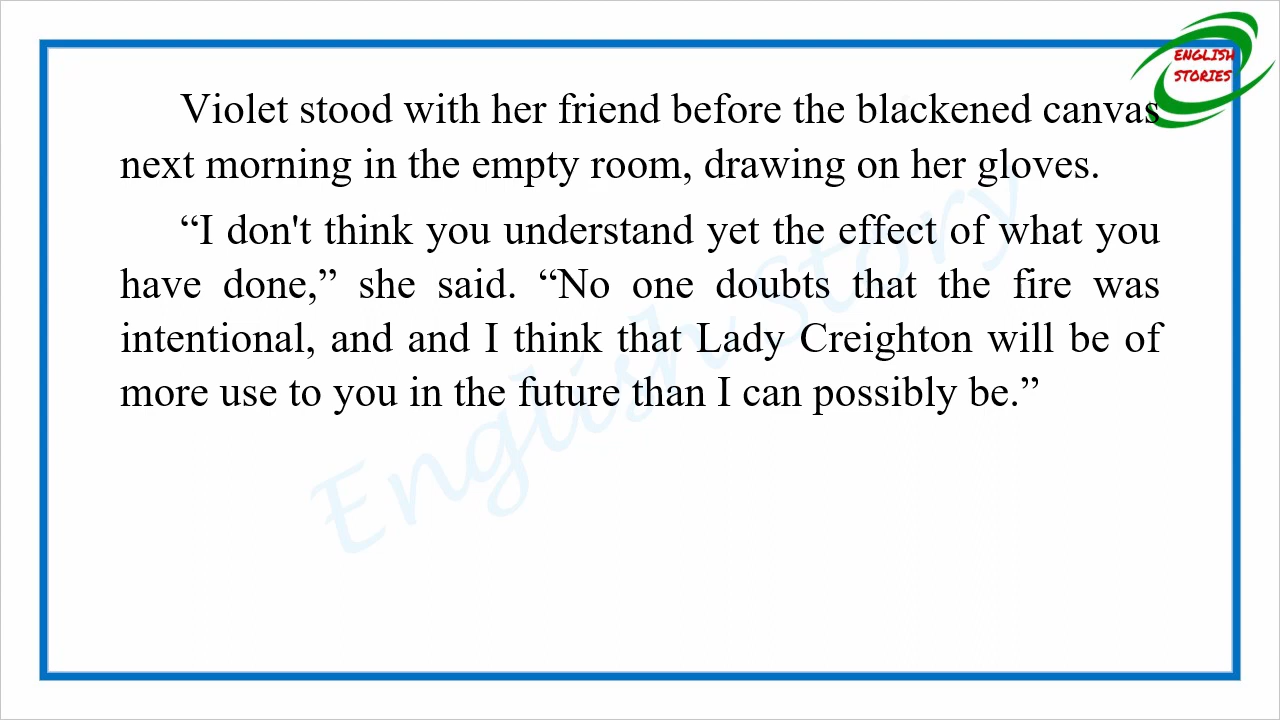 ENGLISH
STORIES
Violet stood with her friend before the blackened canvas
next morning in the empty room, drawing on her gloves.
“I don't think you understand yet the effect of what you
have done,” she said. “No one doubts that the fire was
intentional, and and I think that Lady Creighton will be of
more use to you in the future than I can possibly be.”
English Story